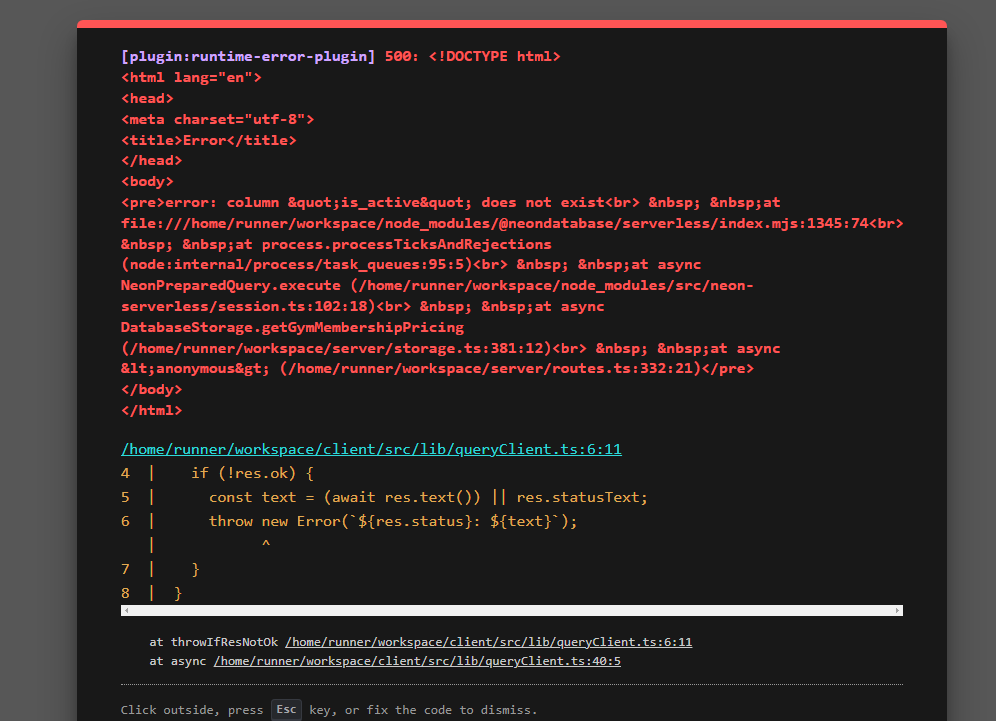 [plugin:runtime-error-plugin] 500: <!DOCTYPE html>
<html lang="en">
<head>
<meta charset="utf-8">
<title>Error</title>
</head>
<body>
<pre>error: column &quot;is_active&quot; does not exist<br> &nbsp; &nbsp;at
file:///home/runner/workspace/node_modules/@neondatabase/serverless/index.mjs:1345:74<br>
&nbsp; &nbsp;at process.processTicksAndRejections
(node:internal/process/task_queues:95:5)<br> &nbsp; &nbsp;at async
NeonPreparedQuery.execute (/home/runner/workspace/node_modules/src/neon-
serverless/session.ts:102:18)<br> &nbsp; &nbsp;at async
DatabaseStorage.getGymMembershipPricing
(/home/runner/workspace/server/storage.ts:381:12)<br> &nbsp; &nbsp;at async
&lt;anonymous&gt; (/home/runner/workspace/server/routes.ts:332:21)</pre>
</body>
</html>
/home/runner/workspace/client/src/lib/queryClient.ts:6:11
4  |    if (!res.ok) {
5  |      const text = (await res.text()) || res.statusText;
6  |      throw new Error(`${res.status}: ${text}`);
   |            ^
7  |    }
8  |  }
at throwIfResNotOk /home/runner/workspace/client/src/lib/queryClient.ts:6:11
at async /home/runner/workspace/client/src/lib/queryClient.ts:40:5
Click outside, press Esc key, or fix the code to dismiss.